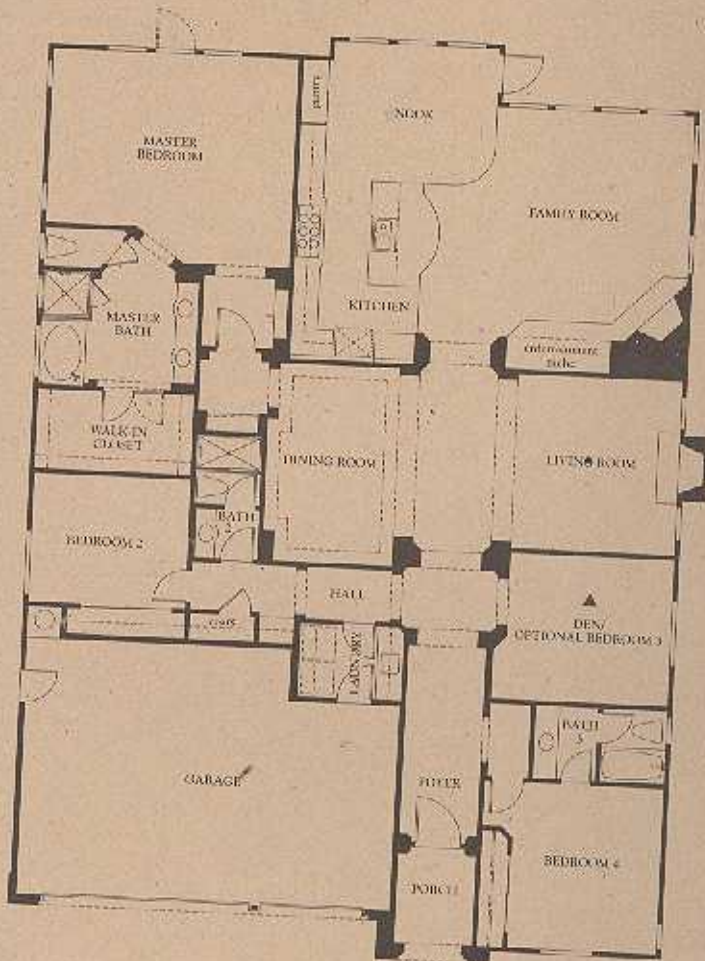 MASTER
BEDROOM
pantry
NOOK
FAMILY ROOM
MASTER
BATH
KITCHEN
entertainment
niche
WALK-IN
CLOSET
DINING ROOM
LIVING ROOM
BEDROOM 2
BATH
2
HALL
DEN/
OPTIONAL BEDROOM 3
LAUNDRY
BATH
3
GARAGE
FOYER
BEDROOM 4
PORCH